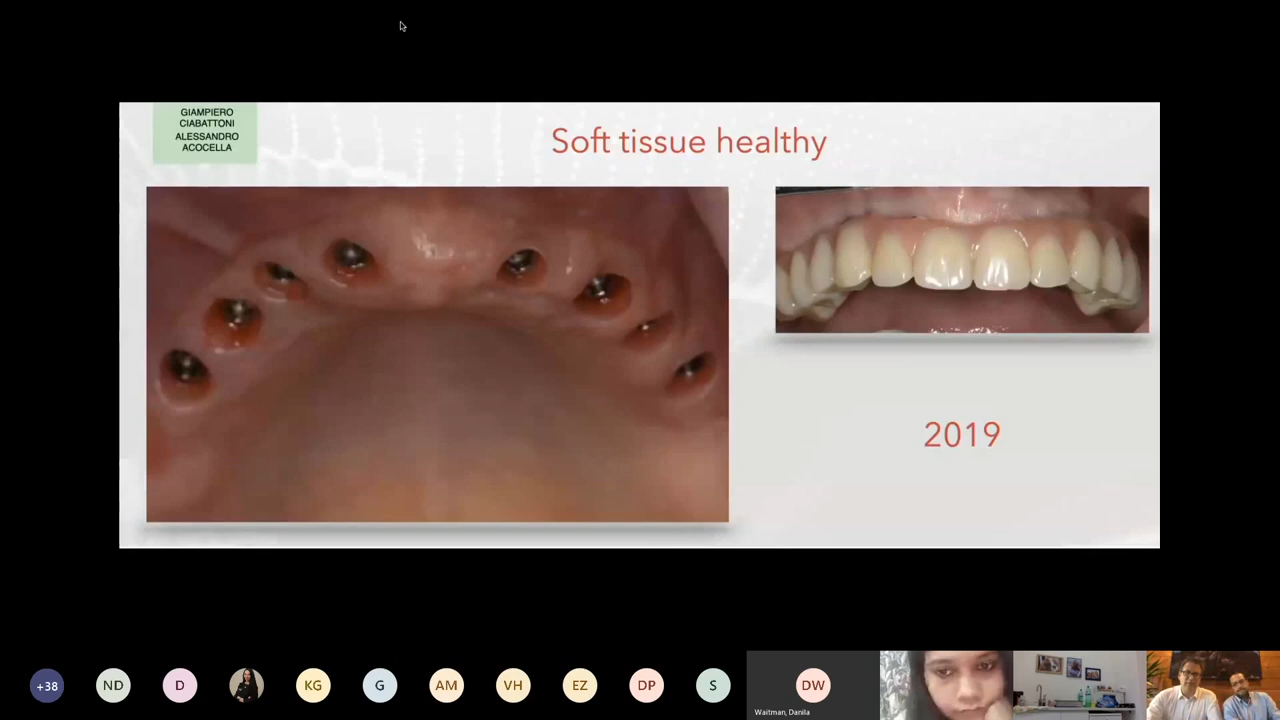 GIAMPIERO
CIABATTONI
ALESSANDRO
ACOCELLA
Soft tissue healthy
2019
+38
ND
D
KG
G
AM
VH
EZ
DP
S
DW
Waitman, Danila